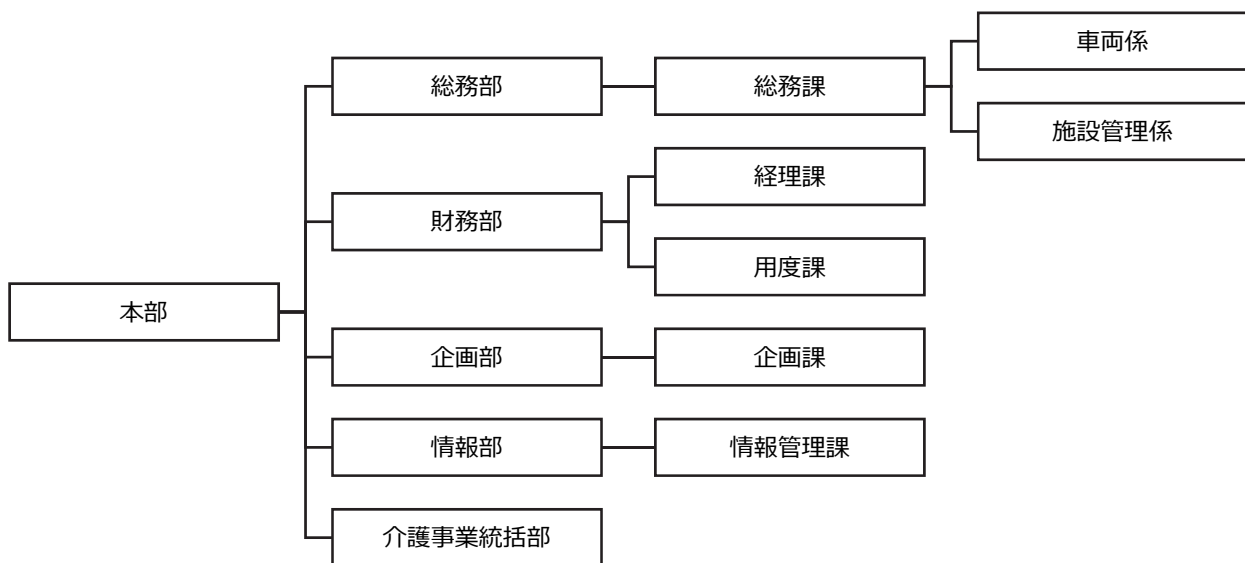 本部
総務部
総務課
車両係
施設管理係
財務部
経理課
用度課
企画部
企画課
情報部
情報管理課
介護事業統括部